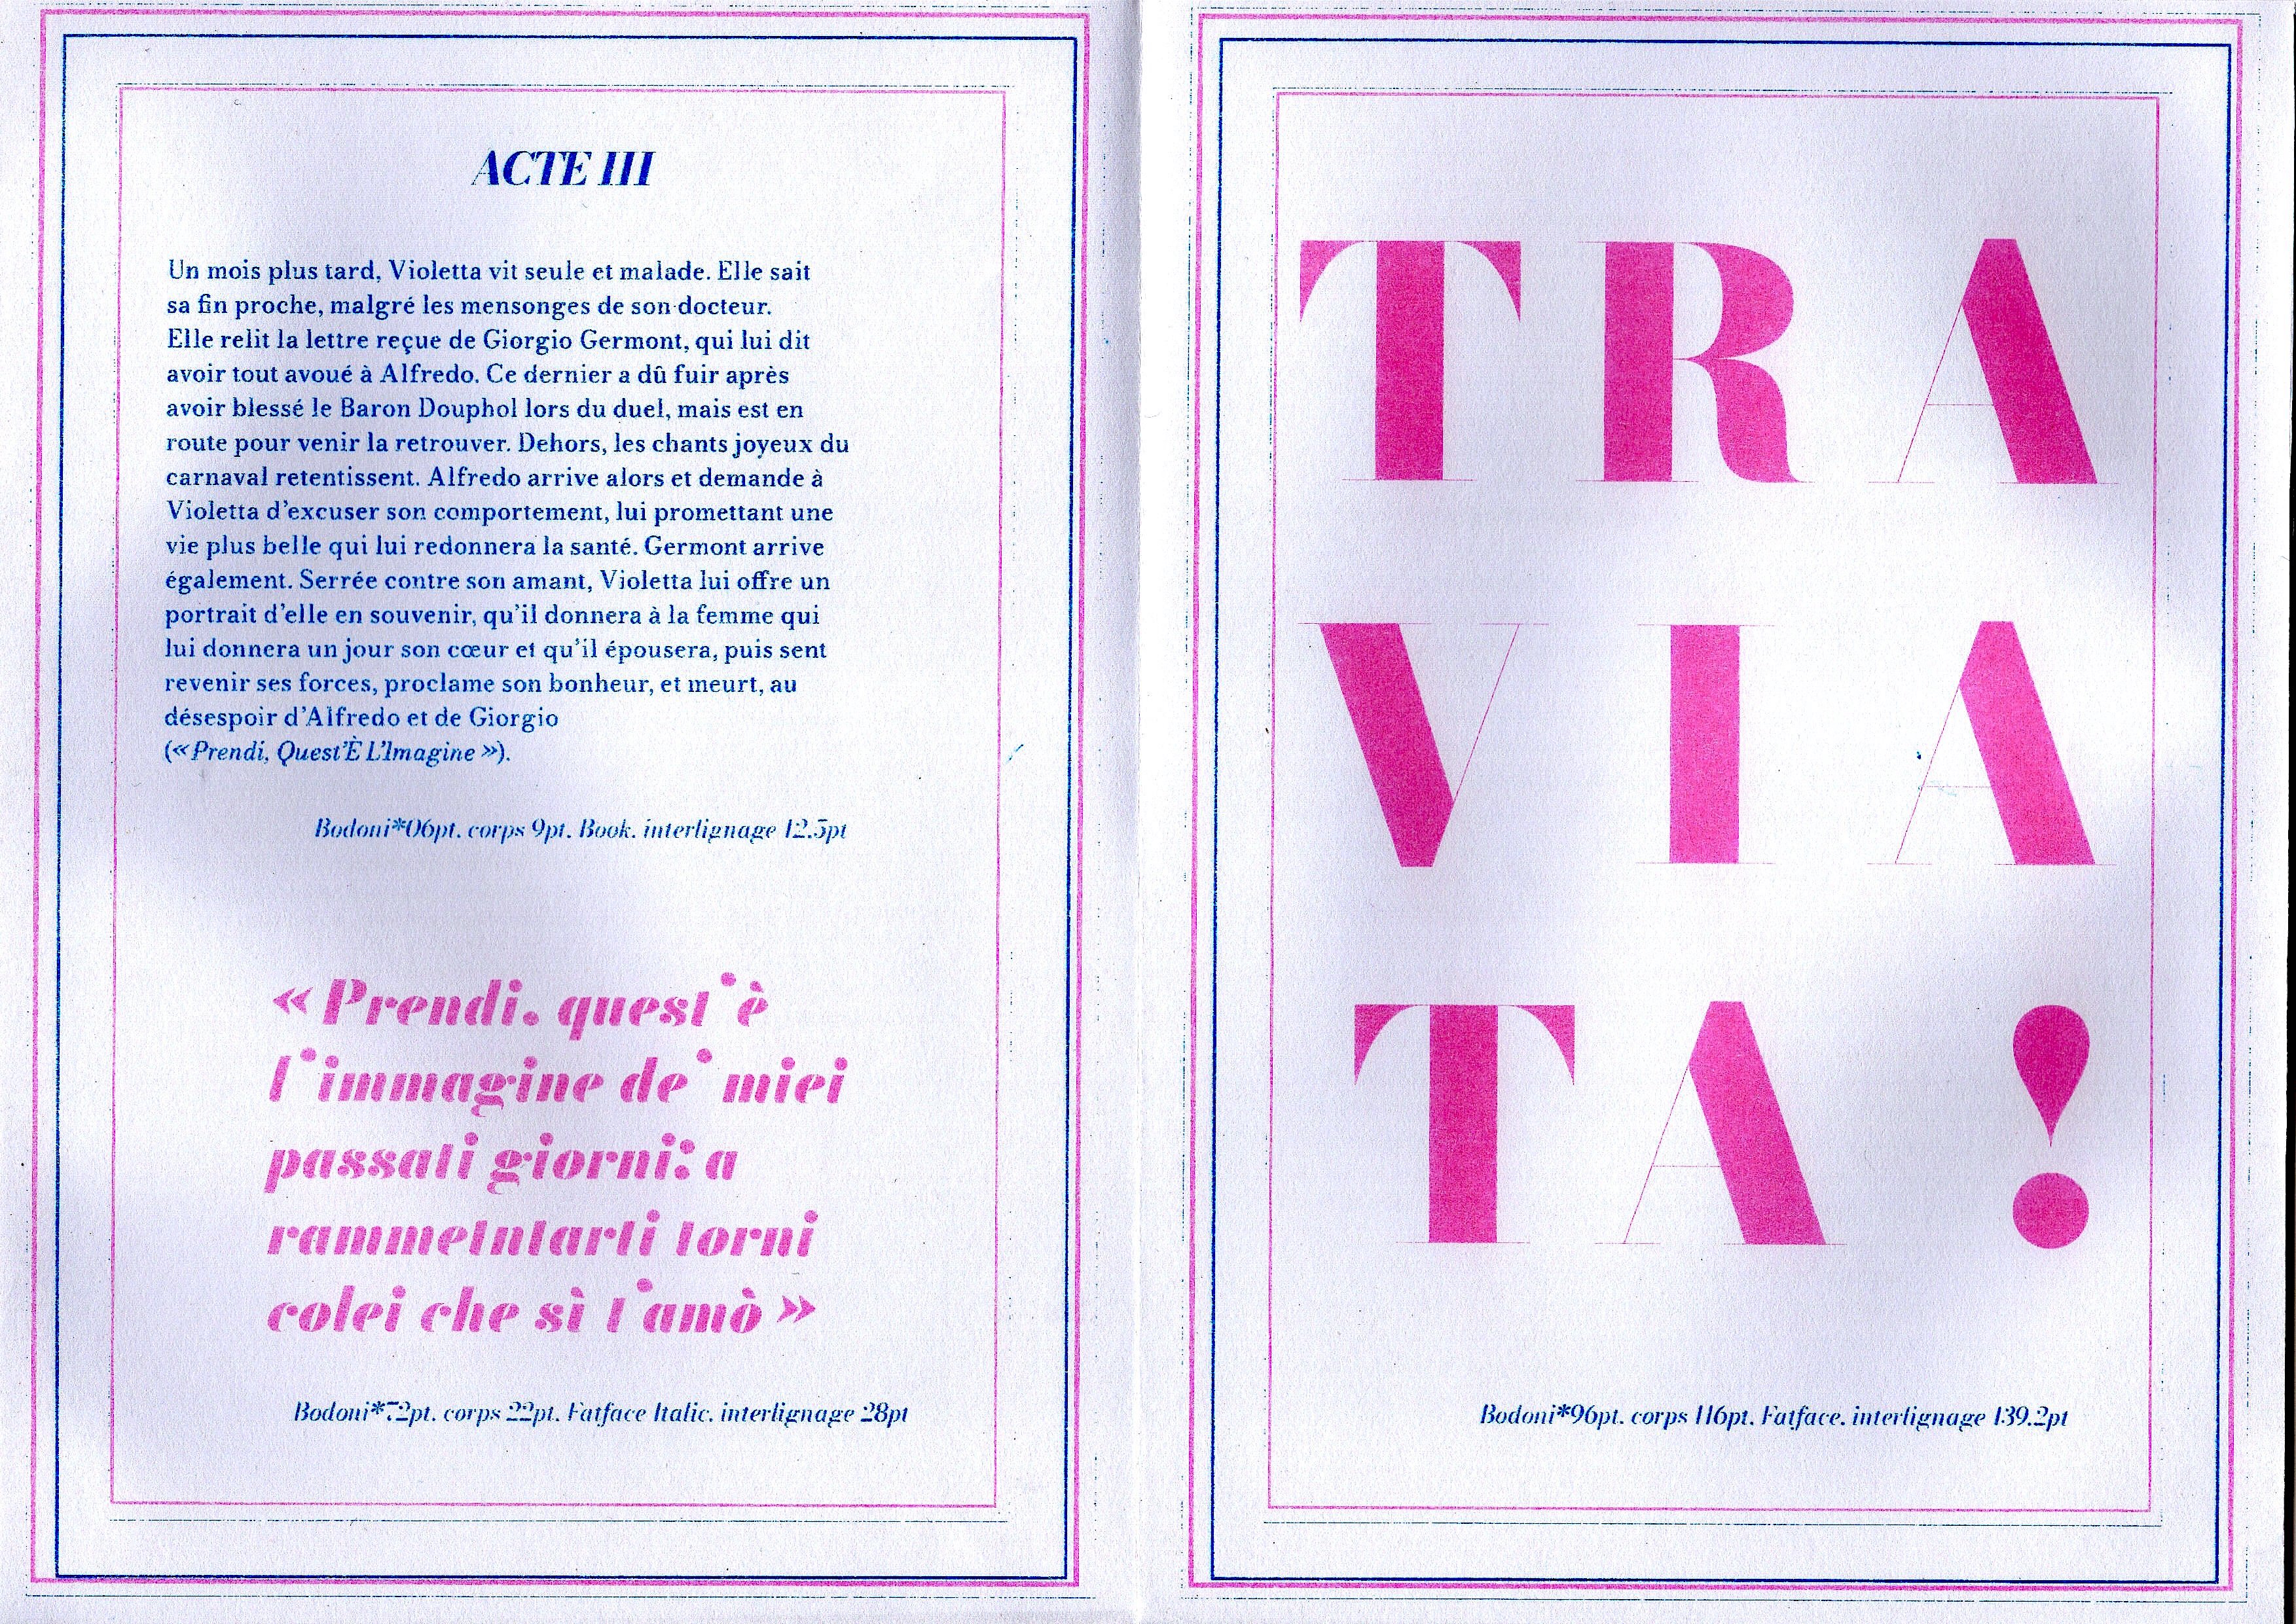 ACTE III
Un mois plus tard, Violetta vit seule et malade. Elle sait
sa fin proche, malgré les mensonges de son docteur.
Elle relit la lettre reçue de Giorgio Germont, qui lui dit
avoir tout avoué à Alfredo. Ce dernier a dû fuir après
avoir blessé le Baron Douphol lors du duel, mais est en
route pour venir la retrouver. Dehors, les chants joyeux du
carnaval retentissent. Alfredo arrive alors et demande à
Violetta d’excuser son comportement, lui promettant une
vie plus belle qui lui redonnera la santé. Germont arrive
également. Serrée contre son amant, Violetta lui offre un
portrait d’elle en souvenir, qu’il donnera à la femme qui
lui donnera un jour son cœur et qu’il épousera, puis sent
revenir ses forces, proclame son bonheur, et meurt, au
désespoir d’Alfredo et de Giorgio
(« Prendi, Quest’È L’Imagine »).
Bodoni*06pt. corps 9pt. Book. interlignage 12.5pt
« Prendi. quest’è
l’immagine de’ miei
passati giorni: a
rammetntarti torni
colei che sì t’amò »
Bodoni*72pt. corps 22pt. Fatface Italic. interlignage 28pt
TRA
VIA
TA !
Bodoni*96pt. corps 116pt. Fatface. interlignage 139.2pt